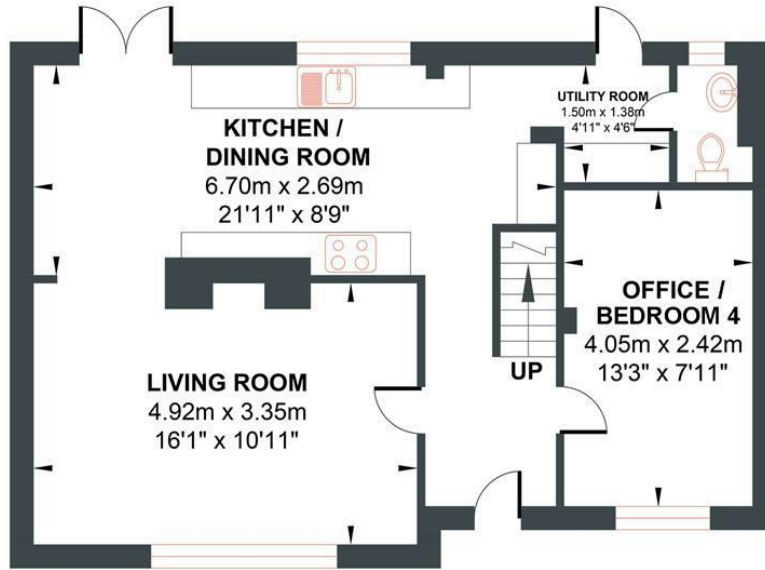 KITCHEN /
DINING ROOM
6.70m x 2.69m
21'11" x 8'9"
UTILITY ROOM
1.50m x 1.38m
4'11" x 4'6"
LIVING ROOM
4.92m x 3.35m
16'1" x 10'11"
UP
OFFICE /
BEDROOM 4
4.05m x 2.42m
13'3" x 7'11"